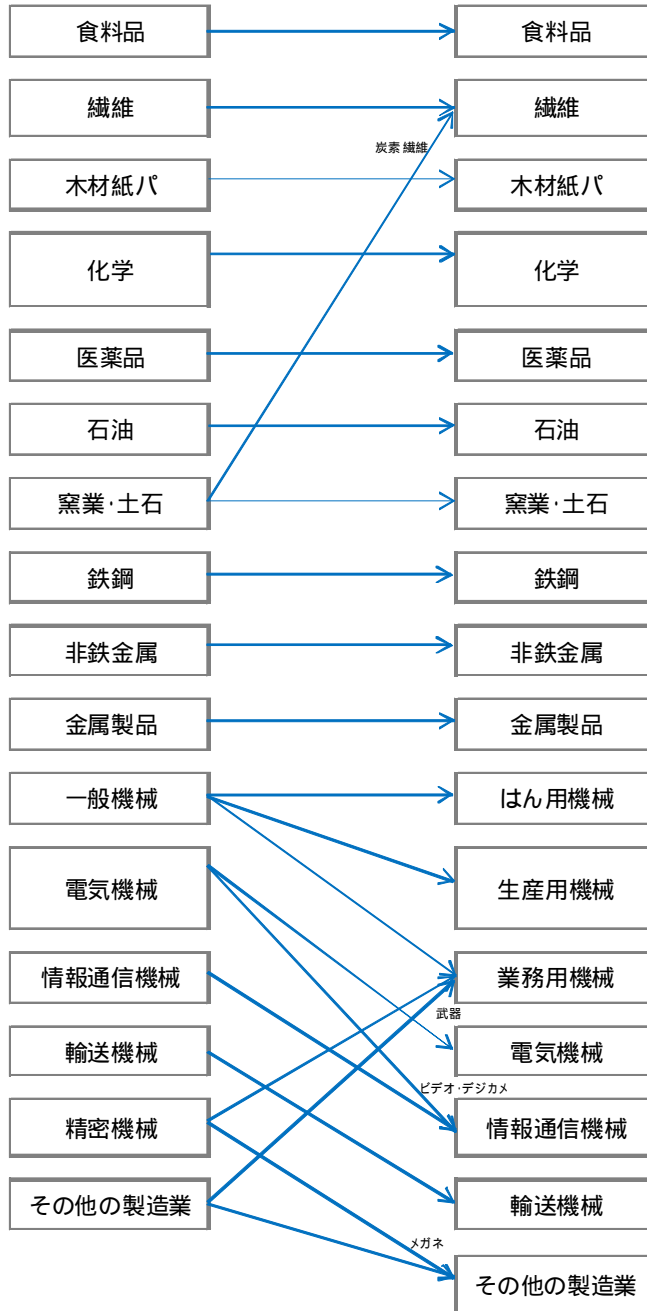 食料品 食料品
繊維 繊維
炭素繊維
木材紙パ 木材紙パ
化学 化学
医薬品 医薬品
石油 石油
窯業・土石 窯業・土石
鉄鋼 鉄鋼
非鉄金属 非鉄金属
金属製品 金属製品
一般機械 はん用機械
電気機械 生産用機械
情報通信機械 業務用機械
武器
輸送機械 電気機械
ビデオ・デジカメ
精密機械 情報通信機械
その他の製造業 輸送機械
メガネ
その他の製造業